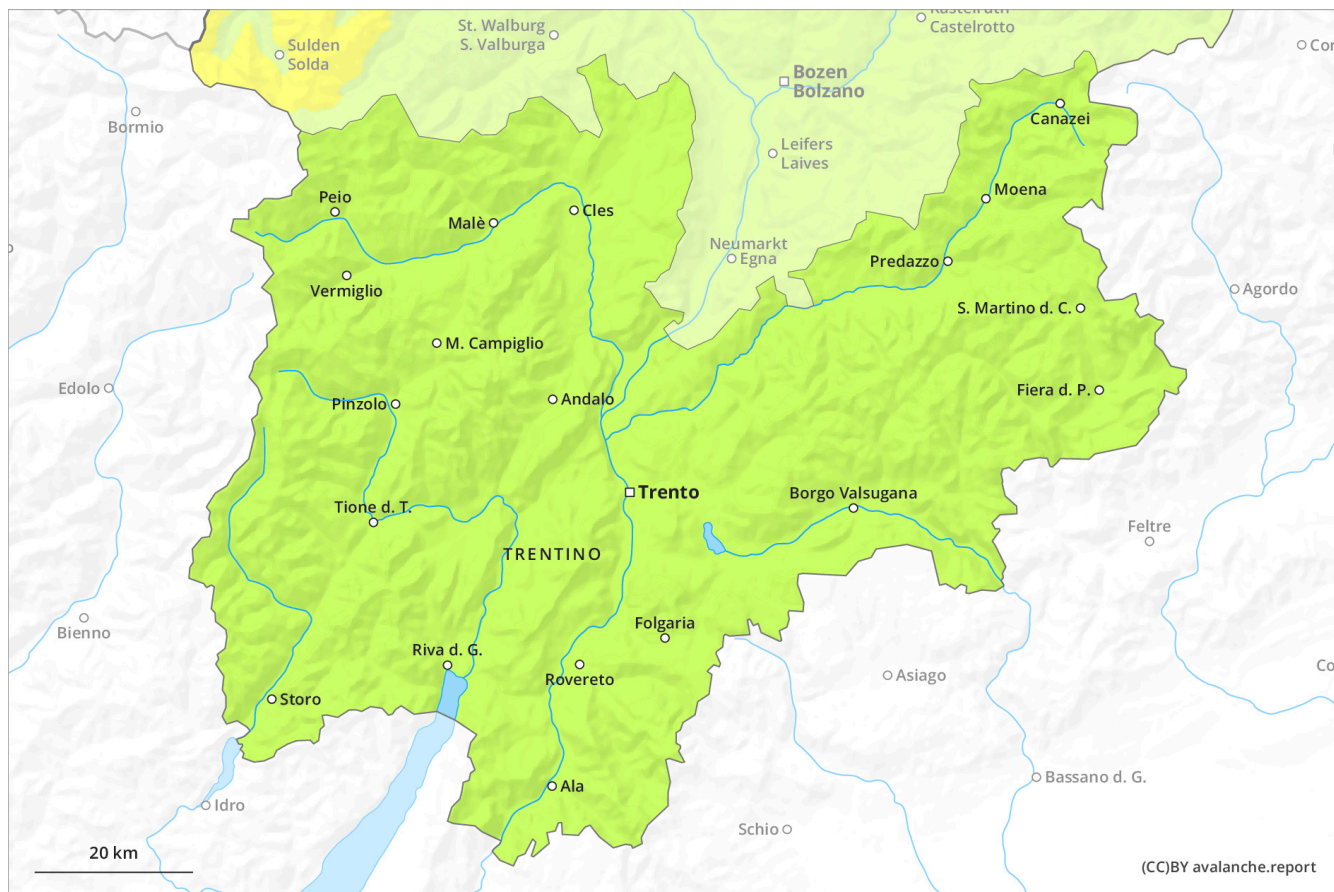 Kastelruth
Castelrotto
St. Walburg
S. Valburga
Sulden
Solda
Bozen
Bolzano
Bormio
Canazei
Leifers
Laives
Peio
Moena
Malè
Cles
Neumarkt
Egna
Predazzo
Vermiglio
Agordo
S. Martino d. C.
M. Campiglio
Edolo
Fiera d. P.
Pinzolo
Andalo
Trento
Borgo Valsugana
Tione d. T.
Feltre
TRENTINO
Bienno
Folgaria
Riva d. G.
Asiago
Rovereto
Storo
Bassano d. G.
Ala
Idro
Schio
20 km
(CC)BY avalanche.report